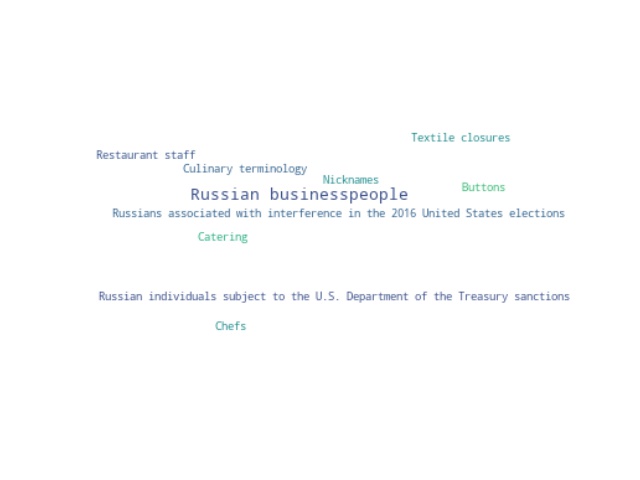 Textile closures
Restaurant staff
Culinary terminology
Nicknames
Buttons
Russian businesspeople
Russians associated with interference in the 2016 United States elections
Catering
Russian individuals subject to the U.S. Department of the Treasury sanctions
Chefs